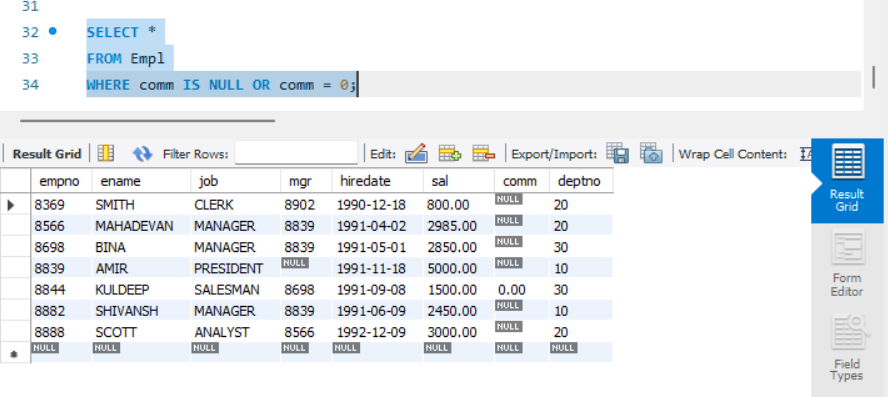 31
32 SELECT *
33 FROM Empl
34 WHERE comm IS NULL OR comm = 0;
Result Grid Filter Rows: Edit: Export/Import: Wrap Cell Content: IA
empno ename job mgr hiredate sal comm deptno
8369 SMITH CLERK 8902 1990-12-18 800.00 NULL 20
8566 MAHADEVAN MANAGER 8839 1991-04-02 2985.00 NULL 20
8698 BINA MANAGER 8839 1991-05-01 2850.00 NULL 30
8839 AMIR PRESIDENT NULL 1991-11-18 5000.00 NULL 10
8844 KULDEEP SALESMAN 8698 1991-09-08 1500.00 0.00 30
8882 SHIVANSH MANAGER 8839 1991-06-09 2450.00 NULL 10
8888 SCOTT ANALYST 8566 1992-12-09 3000.00 NULL 20
NULL NULL NULL NULL NULL NULL NULL NULL
Result
Grid
Form
Editor
Field
Types